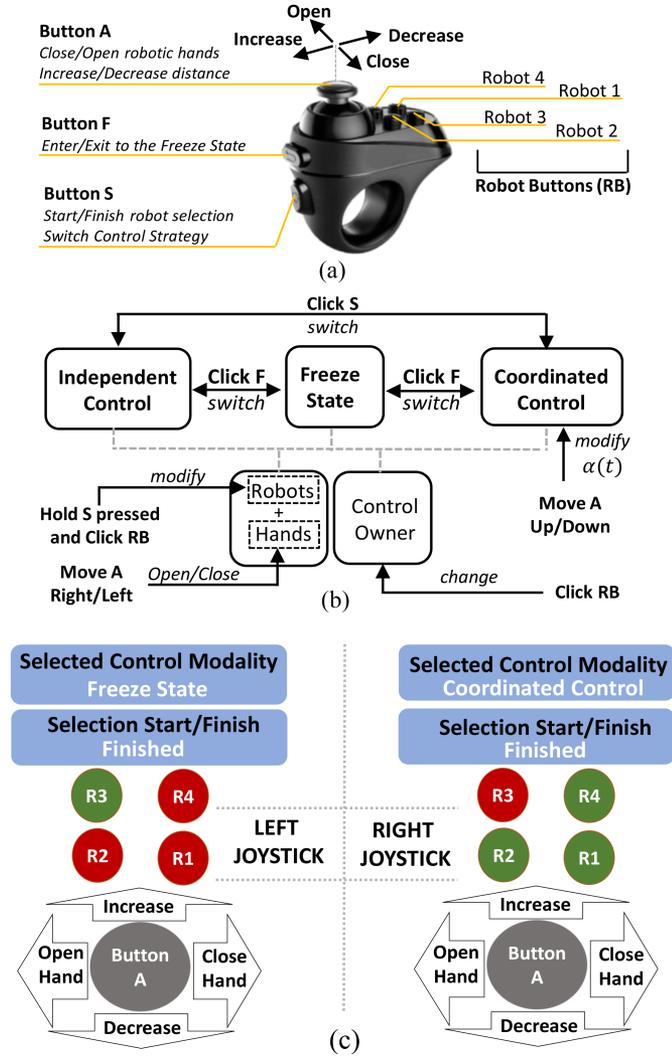 Button A
Close/Open robotic hands
Increase/Decrease distance
Open
Increase
Decrease
Close
Robot 4
Robot 1
Robot 3
Robot 2
Robot Buttons (RB)
Button F
Enter/Exit to the Freeze State
Button S
Start/Finish robot selection
Switch Control Strategy
(a)
Click S
switch
Independent
Control
Click F
switch
Freeze
State
Click F
switch
Coordinated
Control
modify
α(t)
Move A
Up/Down
modify
Hold S pressed
and Click RB
Robots
+
Hands
Control
Owner
Move A
Right/Left
Open/Close
change
Click RB
(b)
Selected Control Modality
Freeze State
Selection Start/Finish
Finished
R3
R4
R2
R1
LEFT
JOYSTICK
Increase
Open
Hand
Button
A
Close
Hand
Decrease
Selected Control Modality
Coordinated Control
Selection Start/Finish
Finished
R3
R4
R2
R1
RIGHT
JOYSTICK
Increase
Open
Hand
Button
A
Close
Hand
Decrease
(c)